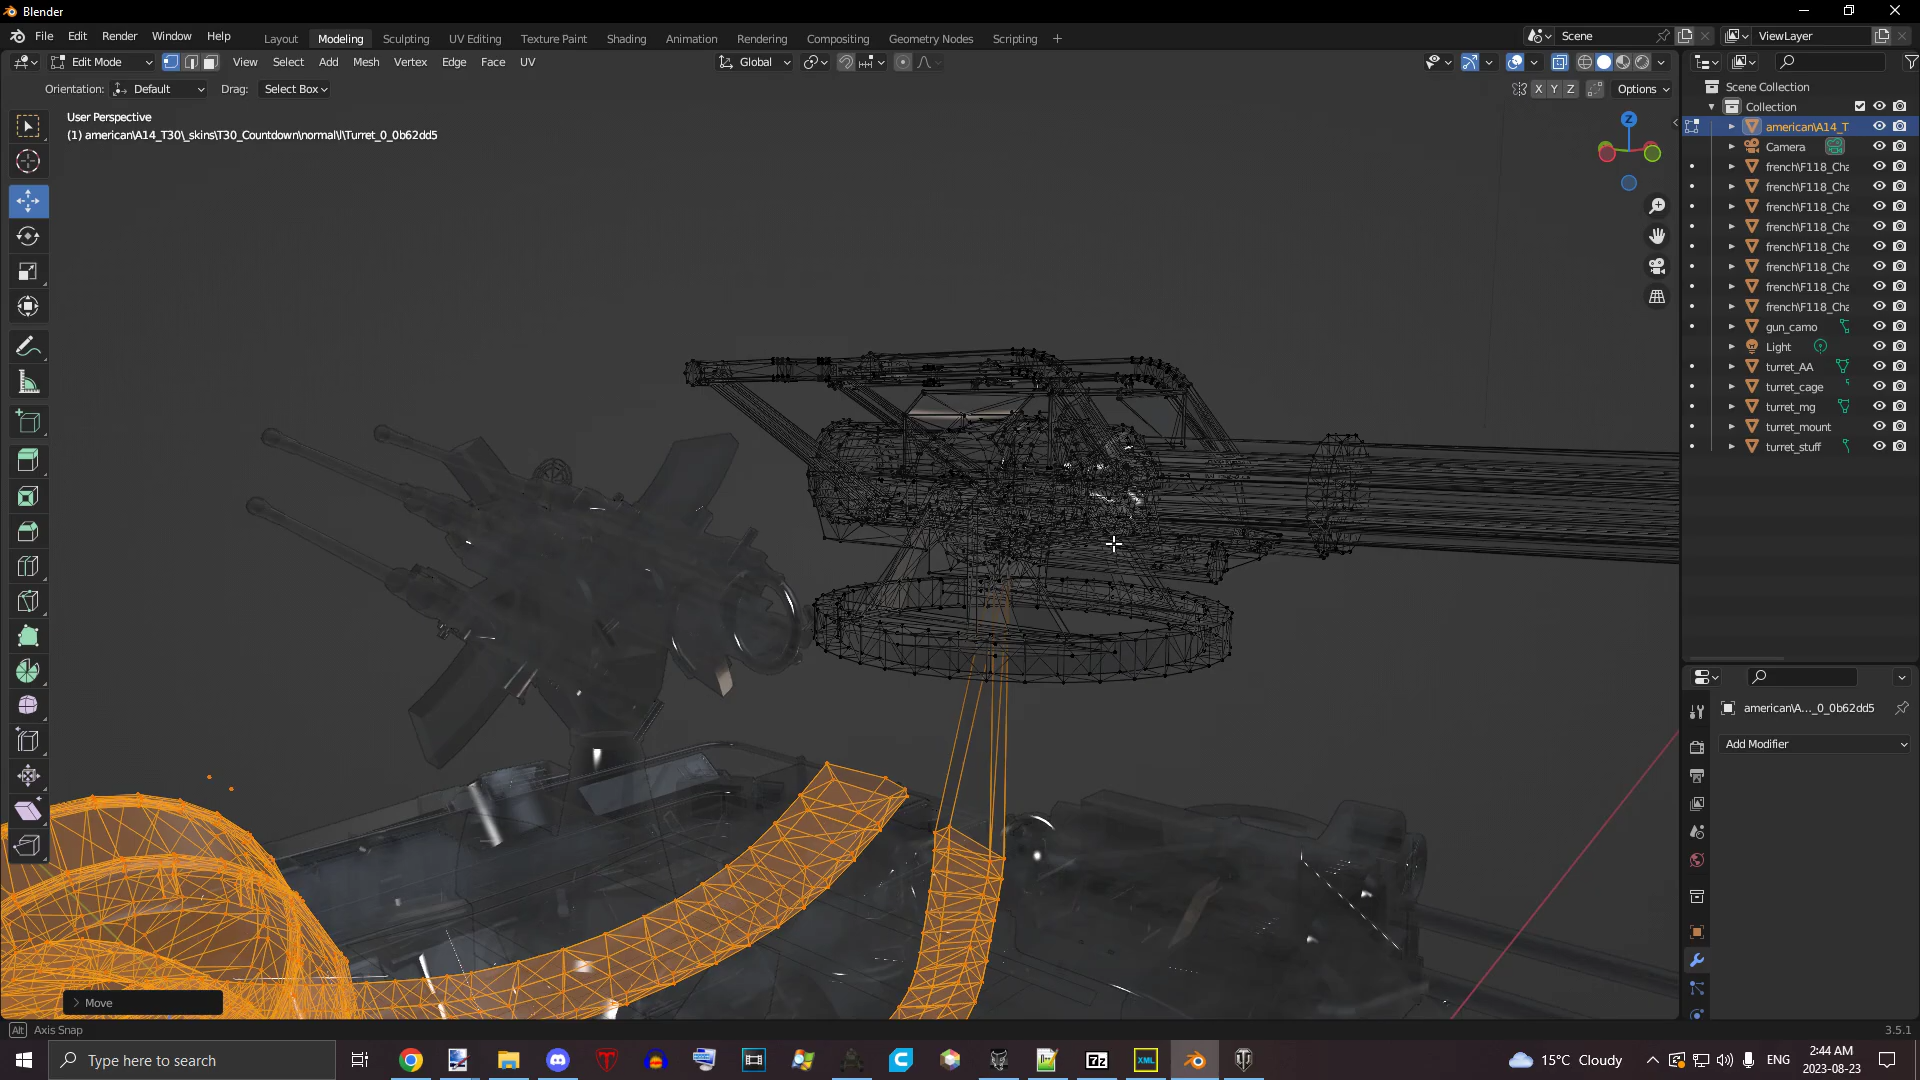 Blender
File Edit Render Window Help
Layout Modeling Sculpting UV Editing Texture Paint Shading Animation Rendering Compositing Geometry Nodes Scripting +
Scene
ViewLayer
Edit Mode View Select Add Mesh Vertex Edge Face UV
Global
Orientation: Default Drag: Select Box
X Y Z Options
User Perspective
(1) american\A14_T30\_skins\T30_Countdown\normal\l\Turret_0_0b62dd5
Z
Scene Collection
Collection
american\A14_T
Camera
french\F118_Cha
french\F118_Cha
french\F118_Cha
french\F118_Cha
french\F118_Cha
french\F118_Cha
french\F118_Cha
french\F118_Cha
gun_camo
Light
turret_AA
turret_cage
turret_mg
turret_mount
turret_stuff
american\A..._0_0b62dd5
Add Modifier
Move
Alt Axis Snap
3.5.1
Type here to search
7z
XML
15°C Cloudy
ENG
2:44 AM
2023-08-23